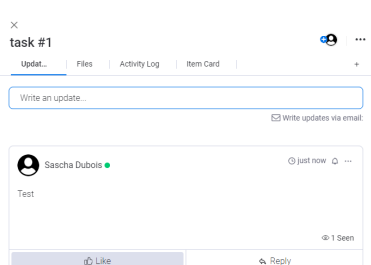 task #1
Updat...
Files
Activity Log
Item Card
+
Write an update...
Write updates via email:
Sascha Dubois
just now
Test
1 Seen
Like
Reply